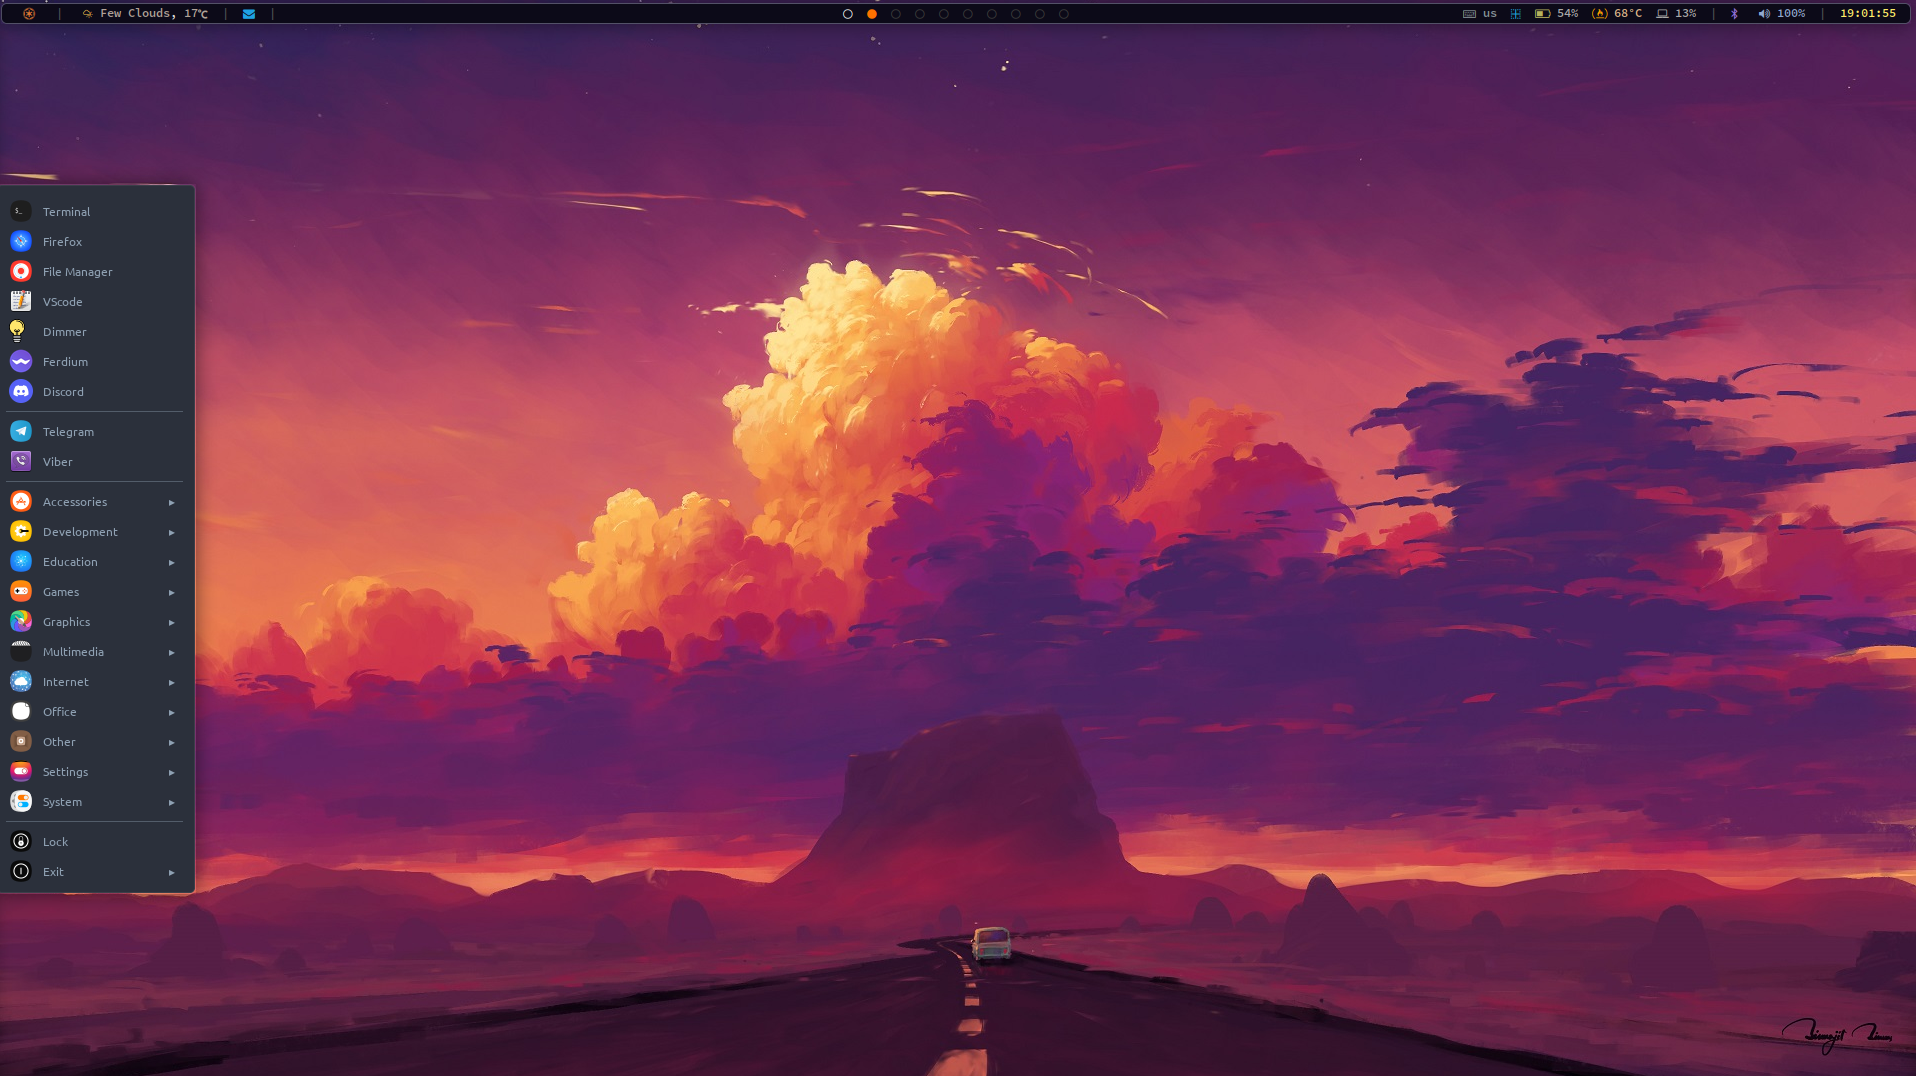 Few Clouds, 17℃
us
54%
68°C
13%
100%
19:01:55
Terminal
Firefox
File Manager
VScode
Dimmer
Ferdium
Discord
Telegram
Viber
Accessories
Development
Education
Games
Graphics
Multimedia
Internet
Office
Other
Settings
System
Lock
Exit